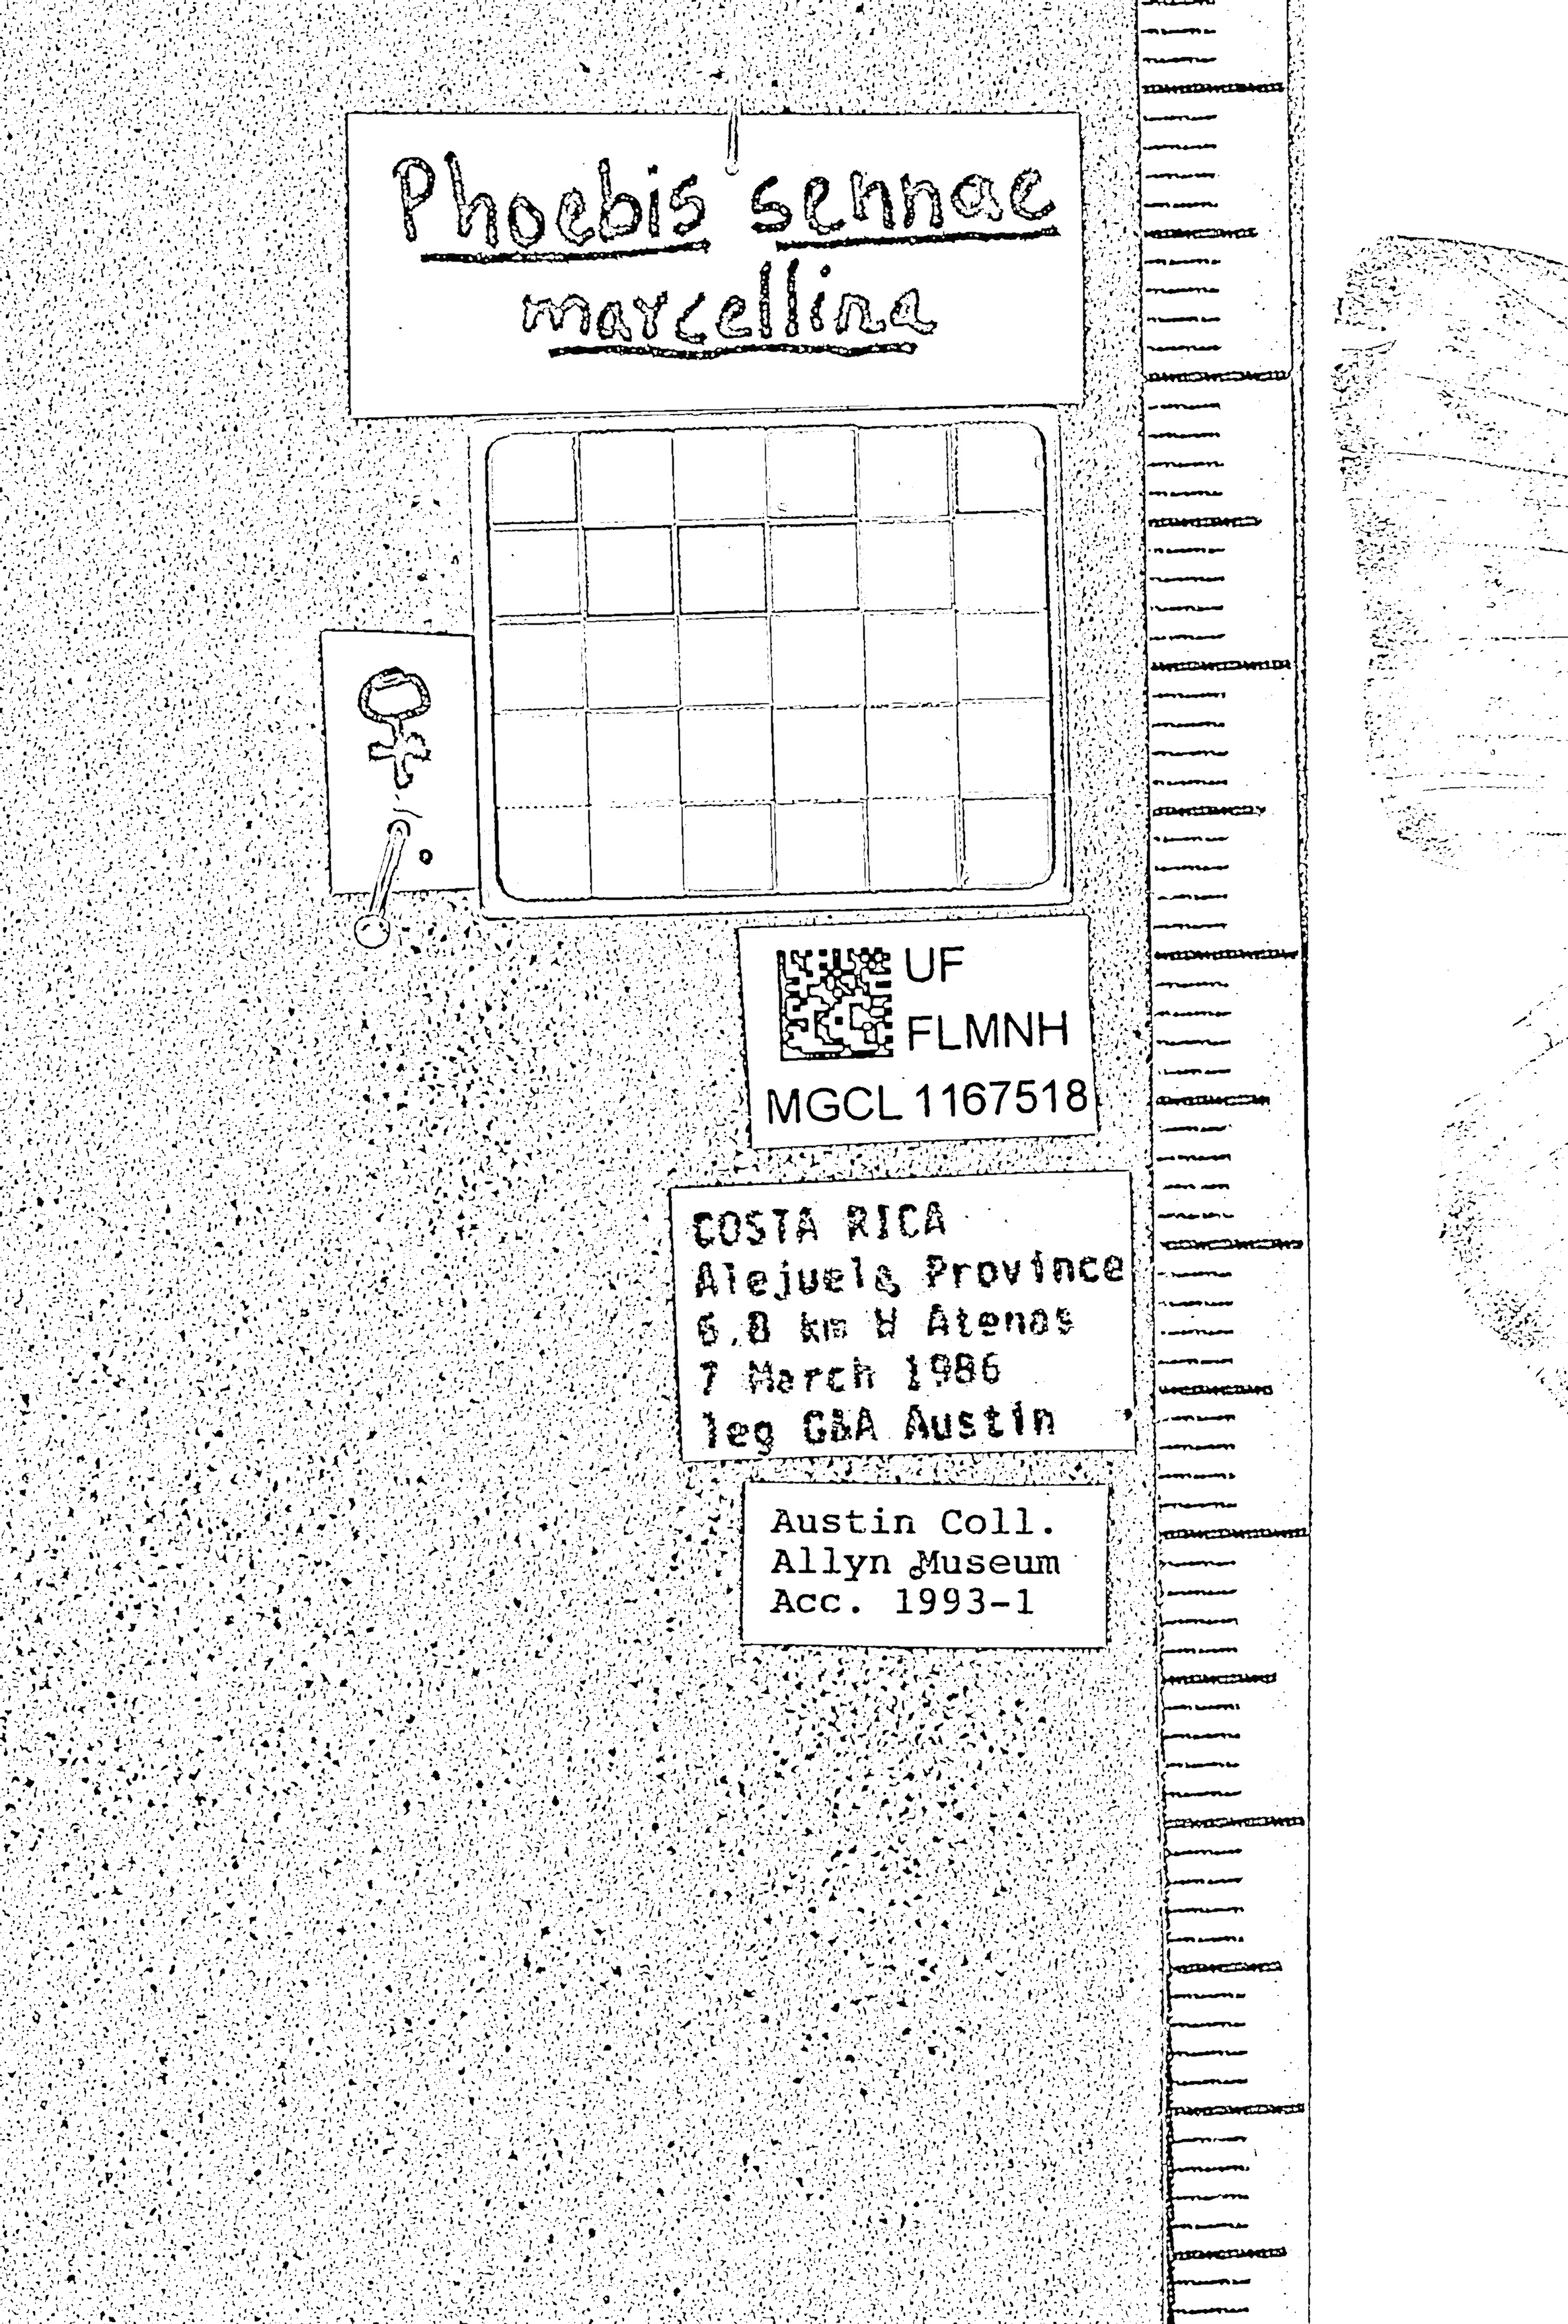 Phoebis sennae
marcellina
♀
UF
FLMNH
MGCL 1167518
COSTA RICA
Alejuela Province
6.8 km W Atenas
7 March 1986
leg G&A Austin
Austin Coll.
Allyn Museum
Acc. 1993-1